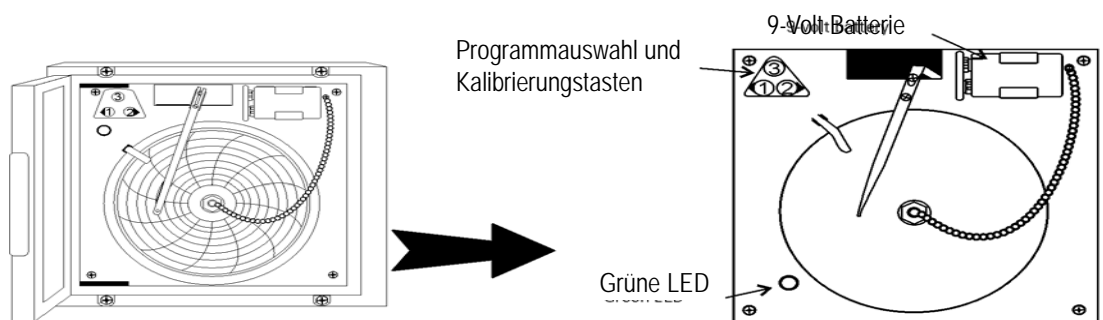 9-Volt-Batterie
Programmauswahl und
Kalibrierungstasten
3
1 2
3
1 2
Grüne LED